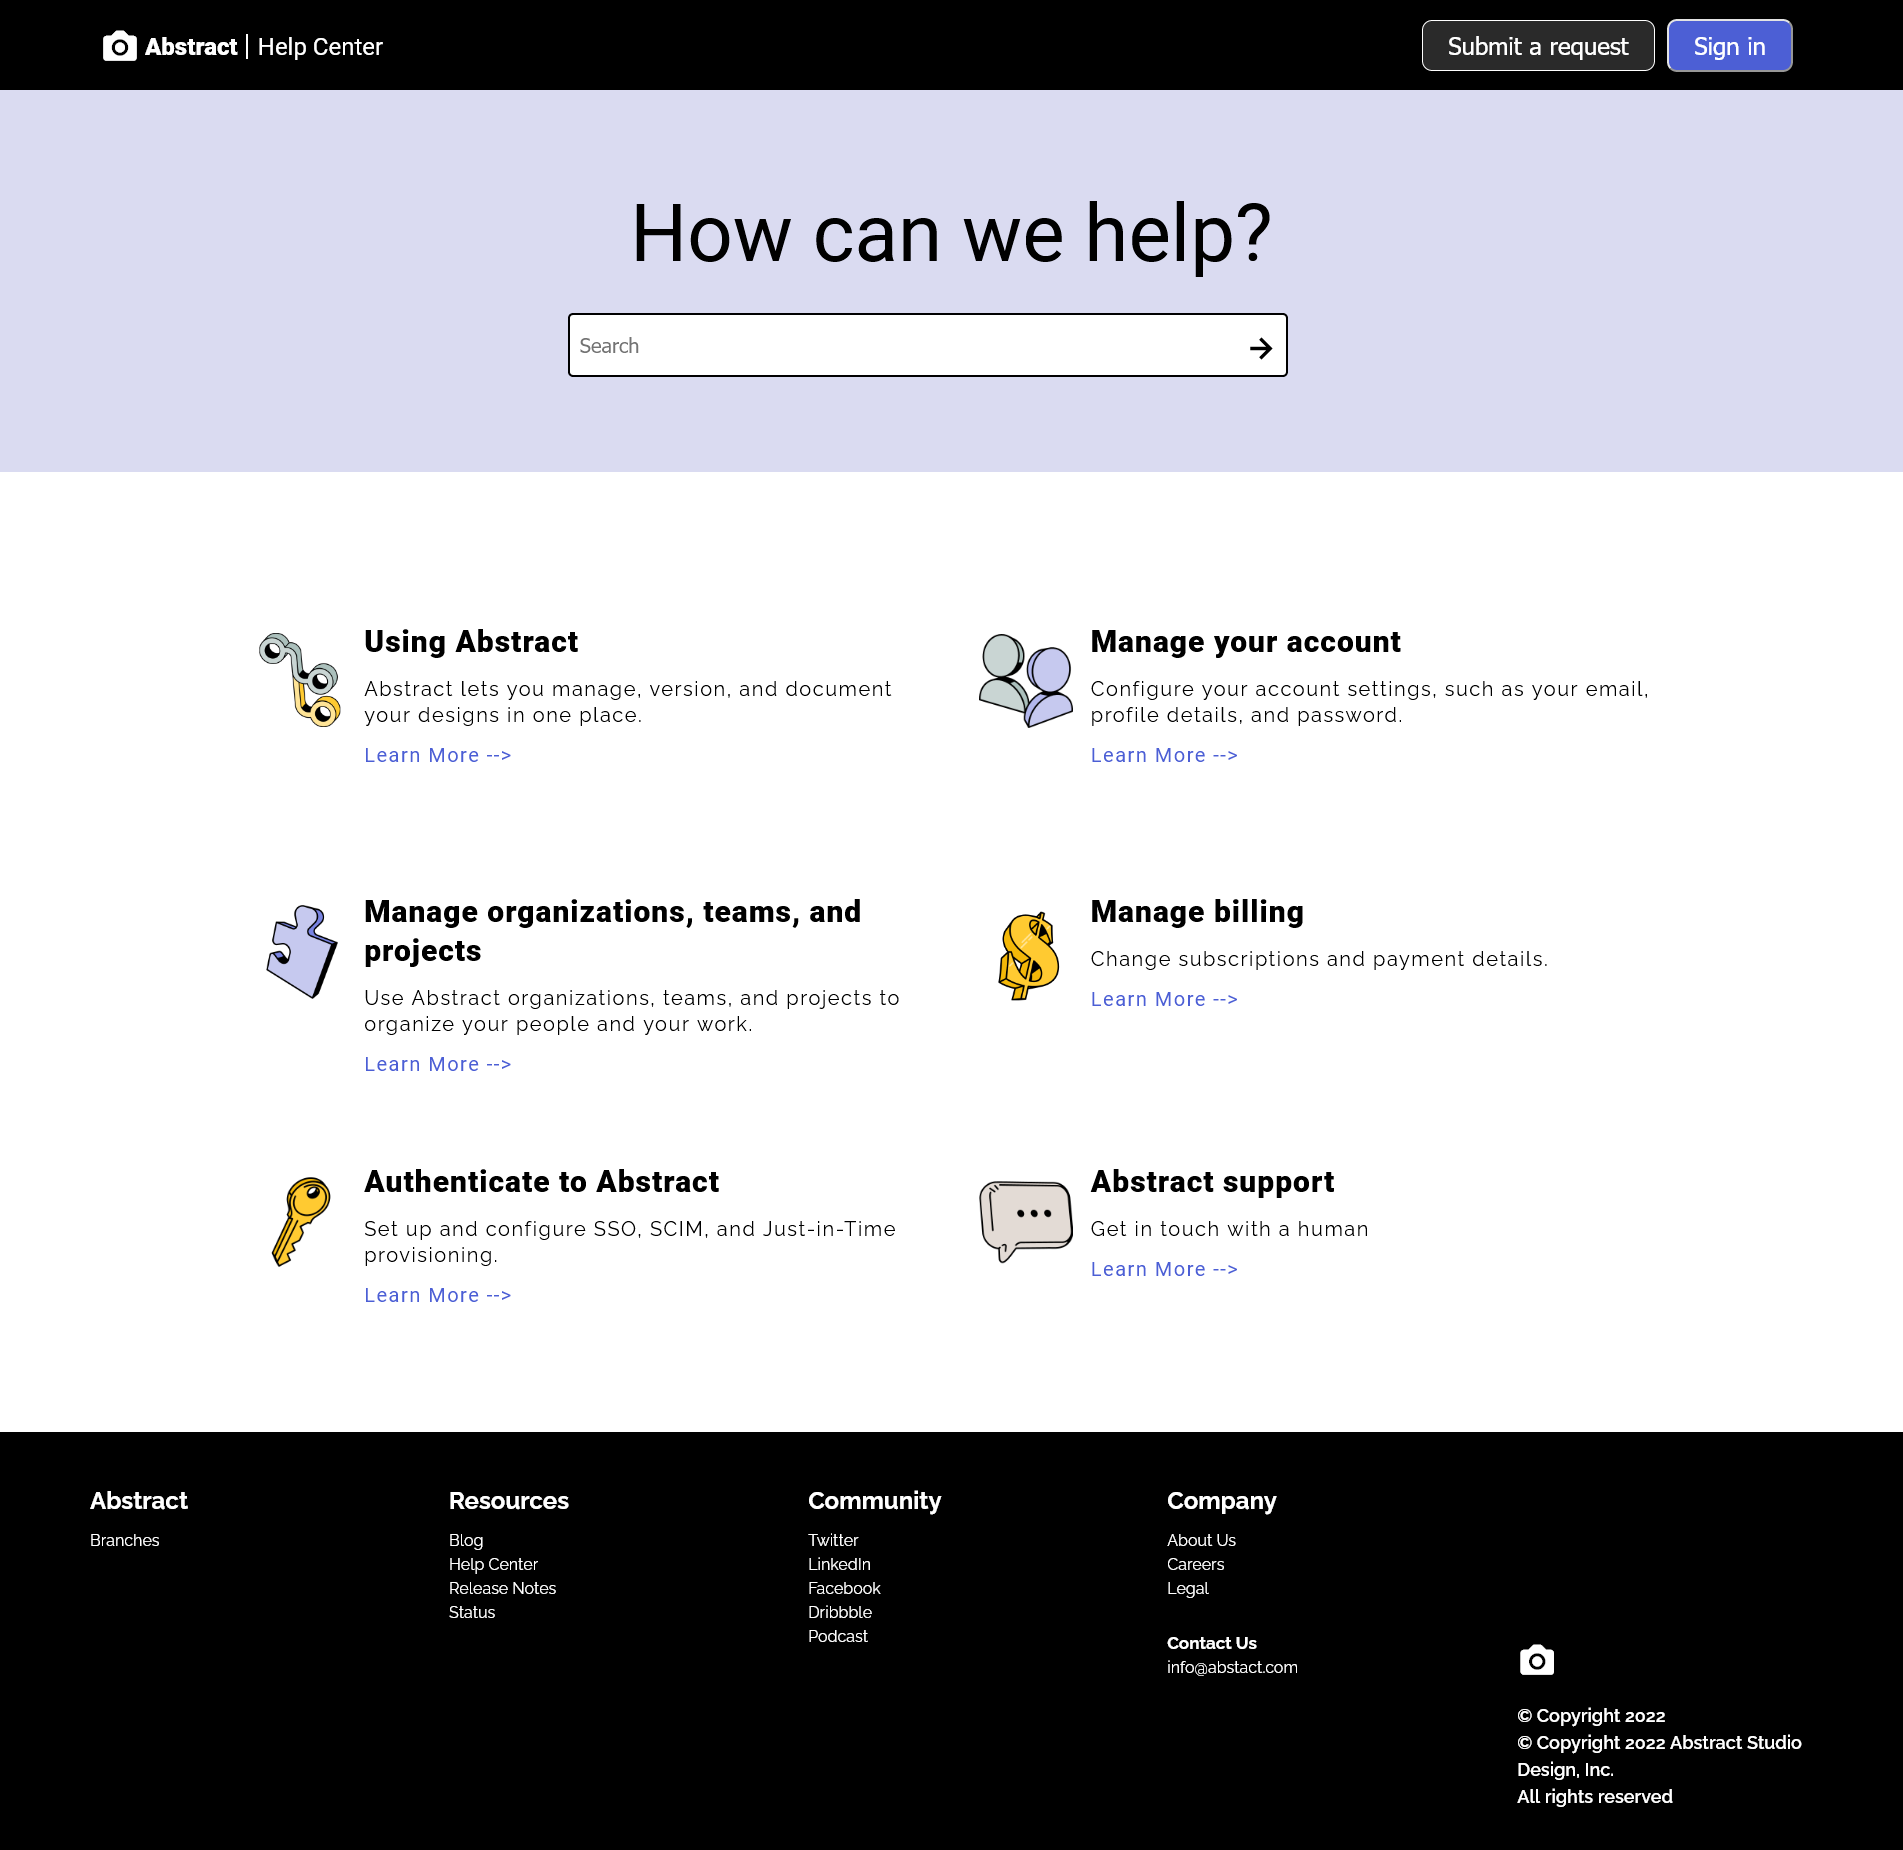 Abstract | Help Center
Submit a request
Sign in
How can we help?
Search
Using Abstract
Abstract lets you manage, version, and document
your designs in one place.
Learn More -->
Manage your account
Configure your account settings, such as your email,
profile details, and password.
Learn More -->
Manage organizations, teams, and
projects
Use Abstract organizations, teams, and projects to
organize your people and your work.
Learn More -->
Manage billing
Change subscriptions and payment details.
Learn More -->
Authenticate to Abstract
Set up and configure SSO, SCIM, and Just-in-Time
provisioning.
Learn More -->
Abstract support
Get in touch with a human
Learn More -->
Abstract
Branches
Resources
Blog
Help Center
Release Notes
Status
Community
Twitter
LinkedIn
Facebook
Dribbble
Podcast
Company
About Us
Careers
Legal
Contact Us
info@abstact.com
© Copyright 2022
© Copyright 2022 Abstract Studio
Design, Inc.
All rights reserved